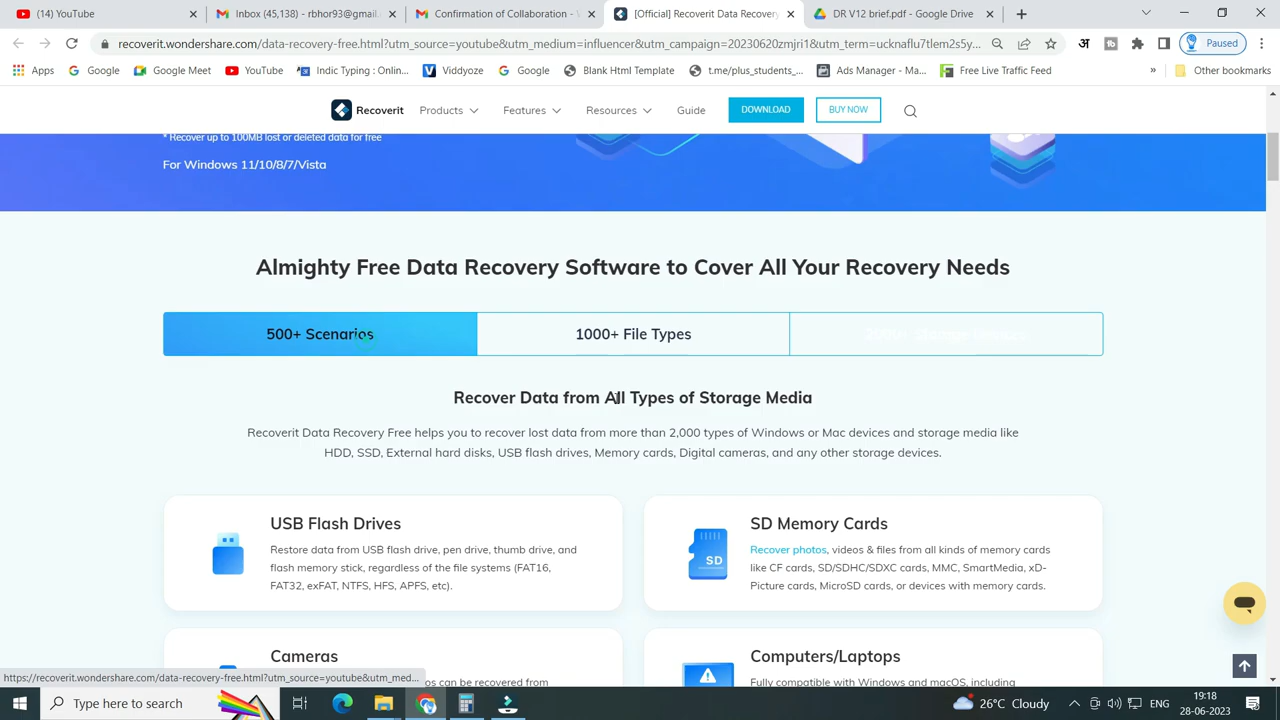 (14) YouTube
Inbox (45,138) - rbhor93@gmail.
Confirmation of Collaboration - W
[Official] Recoverit Data Recovery
DR V12 brief.pdf - Google Drive
recoverit.wondershare.com/data-recovery-free.html?utm_source=youtube&utm_medium=influencer&utm_campaign=20230620zmjri1&utm_term=ucknaflu7tlem2s5y...
अ
Paused
Apps
Google
Google Meet
YouTube
Indic Typing : Onlin...
Viddyoze
Google
Blank Html Template
t.me/plus_students_...
Ads Manager - Ma...
Free Live Traffic Feed
»
Other bookmarks
Recoverit
Products
Features
Resources
Guide
DOWNLOAD
BUY NOW
* Recover up to 100MB lost or deleted data for free
For Windows 11/10/8/7/Vista
Almighty Free Data Recovery Software to Cover All Your Recovery Needs
500+ Scenarios
1000+ File Types
Recover Data from All Types of Storage Media
Recoverit Data Recovery Free helps you to recover lost data from more than 2,000 types of Windows or Mac devices and storage media like
HDD, SSD, External hard disks, USB flash drives, Memory cards, Digital cameras, and any other storage devices.
USB Flash Drives
Restore data from USB flash drive, pen drive, thumb drive, and
flash memory stick, regardless of the file systems (FAT16,
FAT32, exFAT, NTFS, HFS, APFS, etc).
SD Memory Cards
SD
Recover photos, videos & files from all kinds of memory cards
like CF cards, SD/SDHC/SDXC cards, MMC, SmartMedia, xD-
Picture cards, MicroSD cards, or devices with memory cards.
Cameras
os can be recovered from
Computers/Laptops
Fully compatible with Windows and macOS, including
https://recoverit.wondershare.com/data-recovery-free.html?utm_source=youtube&utm_med...
Type here to search
26°C Cloudy
19:18
28-06-2023